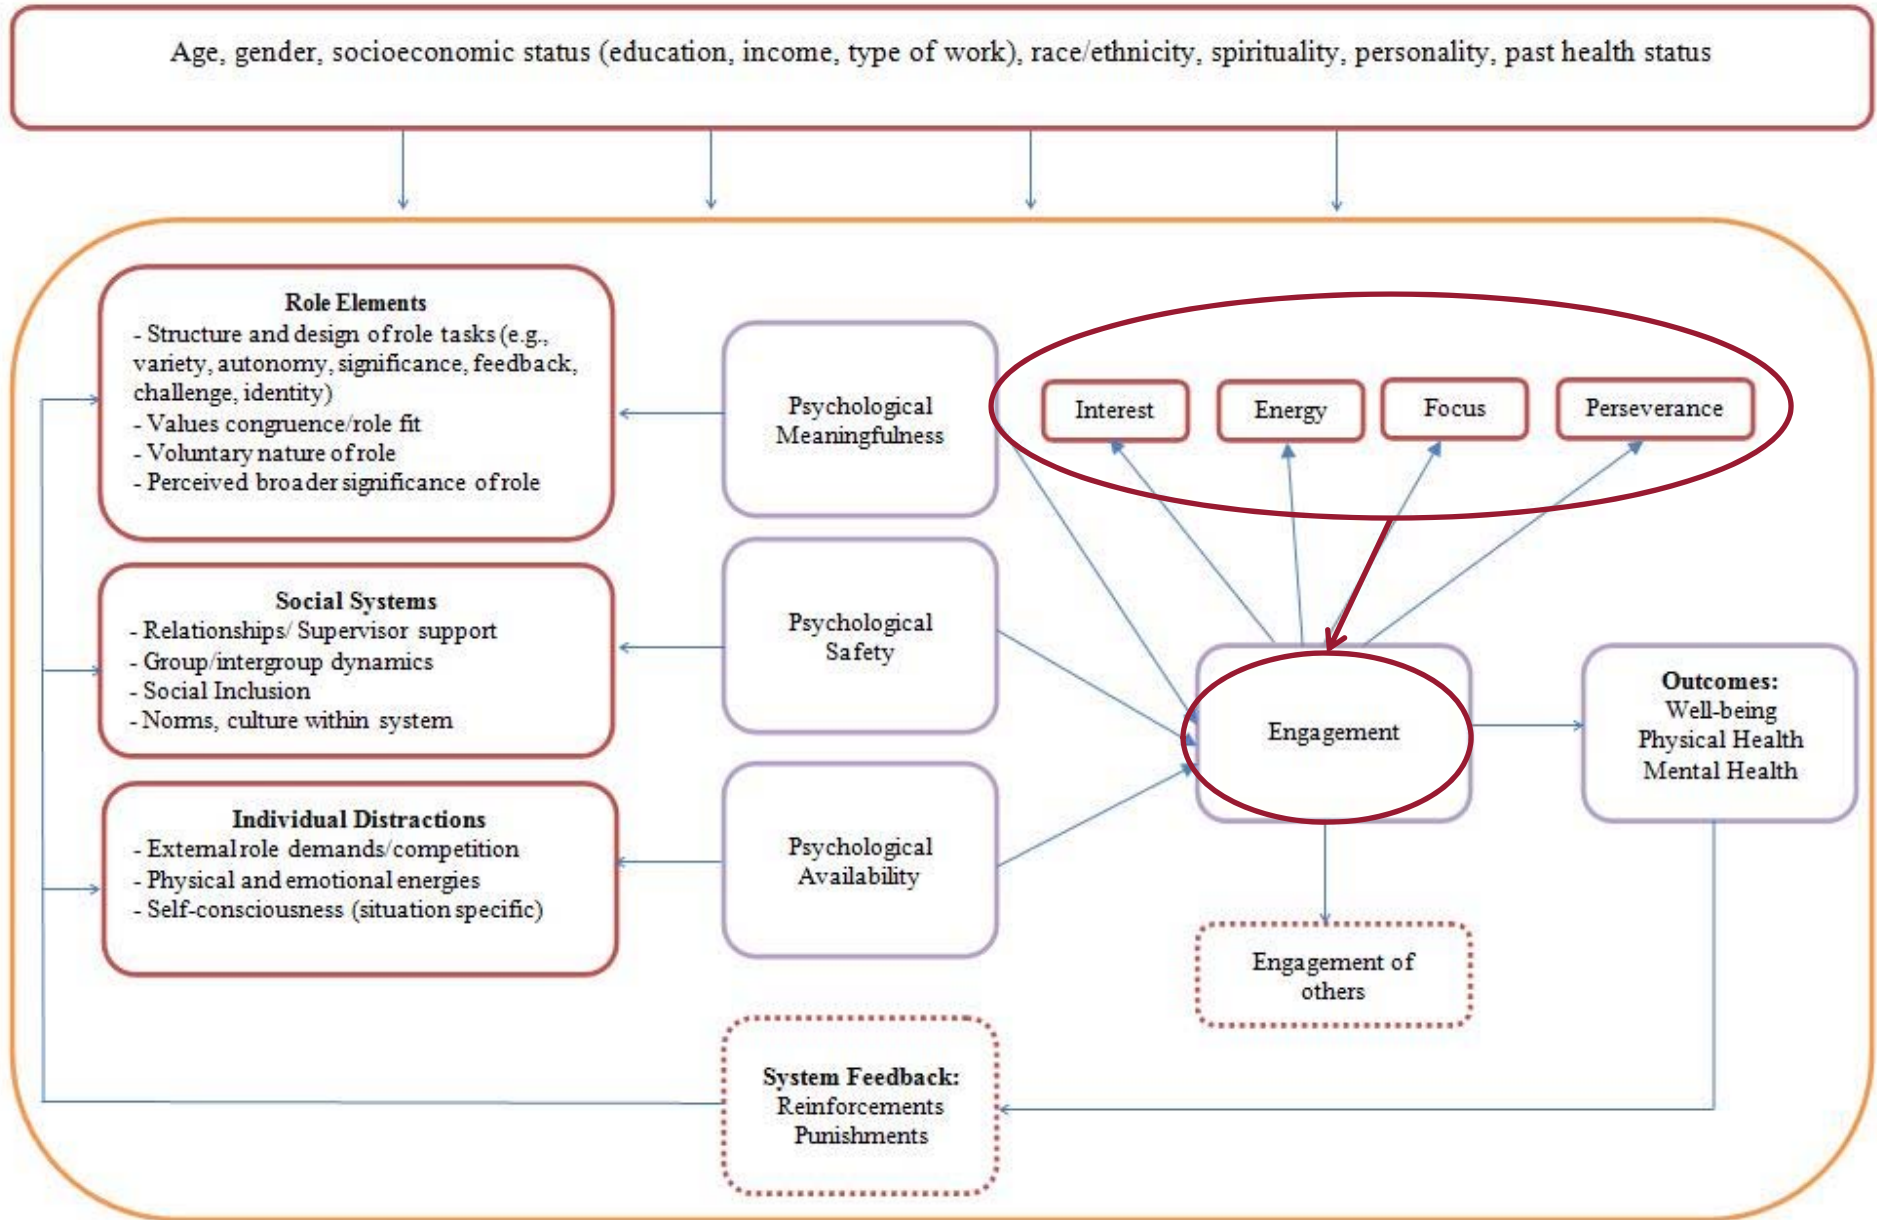 Age, gender, socioeconomic status (education, income, type of work), race/ethnicity, spirituality, personality, past health status
Role Elements
- Structure and design of role tasks (e.g.,
variety, autonomy, significance, feedback,
challenge, identity)
- Values congruence/role fit
- Voluntary nature of role
- Perceived broader significance of role
Social Systems
- Relationships/ Supervisor support
- Group/intergroup dynamics
- Social Inclusion
- Norms, culture within system
Individual Distractions
- External role demands/competition
- Physical and emotional energies
- Self-consciousness (situation specific)
Psychological
Meaningfulness
Psychological
Safety
Psychological
Availability
Interest
Energy
Focus
Perseverance
Engagement
Outcomes:
Well-being
Physical Health
Mental Health
Engagement of
others
System Feedback:
Reinforcements
Punishments